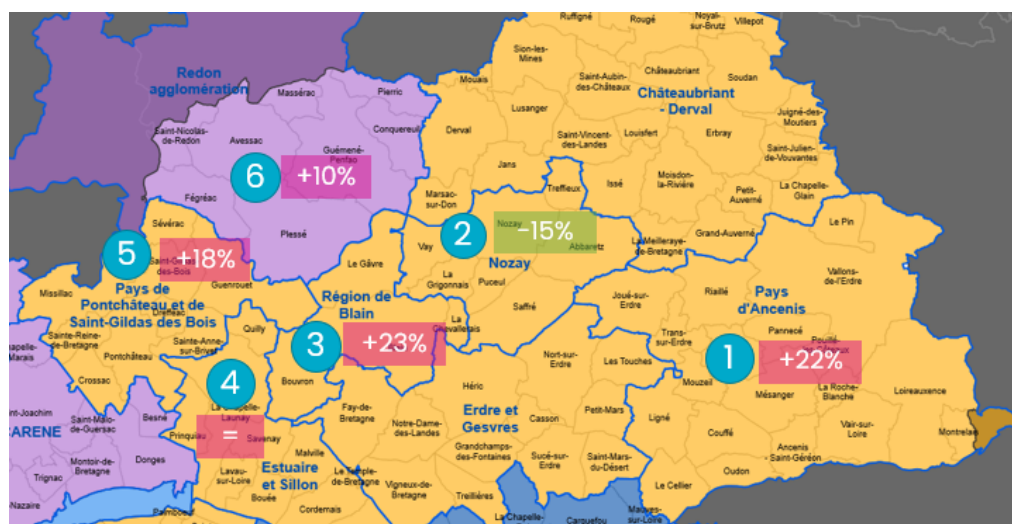 Ruffigné
Rougé
Noyal-
sur-Brutz
Villepot
Sion-les-
Mines
Redon
agglomération
Mouais
Saint-Aubin
des-Châteaux
Châteaubriant
Soudan
Massérac
Pierric
Châteaubriant
- Derval
Lusanger
Juigné-des-
Moutiers
Saint-Nicolas-
de-Redon
Avessac
Conquereuil
Derval
Saint-Vincent-
des-Landes
Louisfert
Erbray
Guémené-
Penfao
Saint-Julien-
de-Vouvantes
Jans
6
+10%
Moisdon-
la-Rivière
Issé
Treffieux
Petit-
Auverné
La Chapelle-
Glain
Marsac-
sur-Don
Fégréac
Sévérac
Plessé
2
Nozay
-15%
Grand-Auverné
Le Pin
Vay
Abbaretz
La Meilleraye-
de-Bretagne
5
+18%
des-Bois
Le Gâvre
Nozay
La
Grigonnais
Puceul
Vallons-
de-l'Erdre
Missillac
Pays de
Pontchâteau et de
Saint-Gildas des Bois
Guenrouet
Région de
Blain
Saffré
Joué-sur-
Erdre
Riaillé
Pays
d'Ancenis
Drefféac
Quilly
La
Chevallerais
Sainte-Reine-
de-Bretagne
Sainte-Anne-
sur-Brivet
3
+23%
Trans-
sur-Erdre
Pannecé
Pontchâteau
Nort-sur-
Erdre
Les Touches
1
+22%
Crossac
4
Bouvron
Héric
Mouzeil
Mésanger
La Roche-
Blanche
Loireauxence
Launay
Fay-de-
Bretagne
Erdre et
Gesvres
Petit-Mars
Saint-Malo-
de-Guersac
Besné
Prinquiau
=
Savenay
Notre-Dame-
des-Landes
Casson
Ligné
Couffé
Vair-sur-
Loire
Montrelais
CARENE
Montoir-de-
Bretagne
Donges
Malville
Grandchamps-
des-Fontaines
Sucé-sur-
Erdre
Saint-Mars-
du-Désert
Ancenis
- Saint-Géréon
Trignac
Lavau-
sur-Loire
Estuaire
et Sillon
Le Temple-
de-Bretagne
Oudon
Bouée
Vigneux-de-
Bretagne
Treillières
Le Cellier
Nazaire
Cordemais
La Chapelle-
Carquefou
Mauves-
sur-Loire